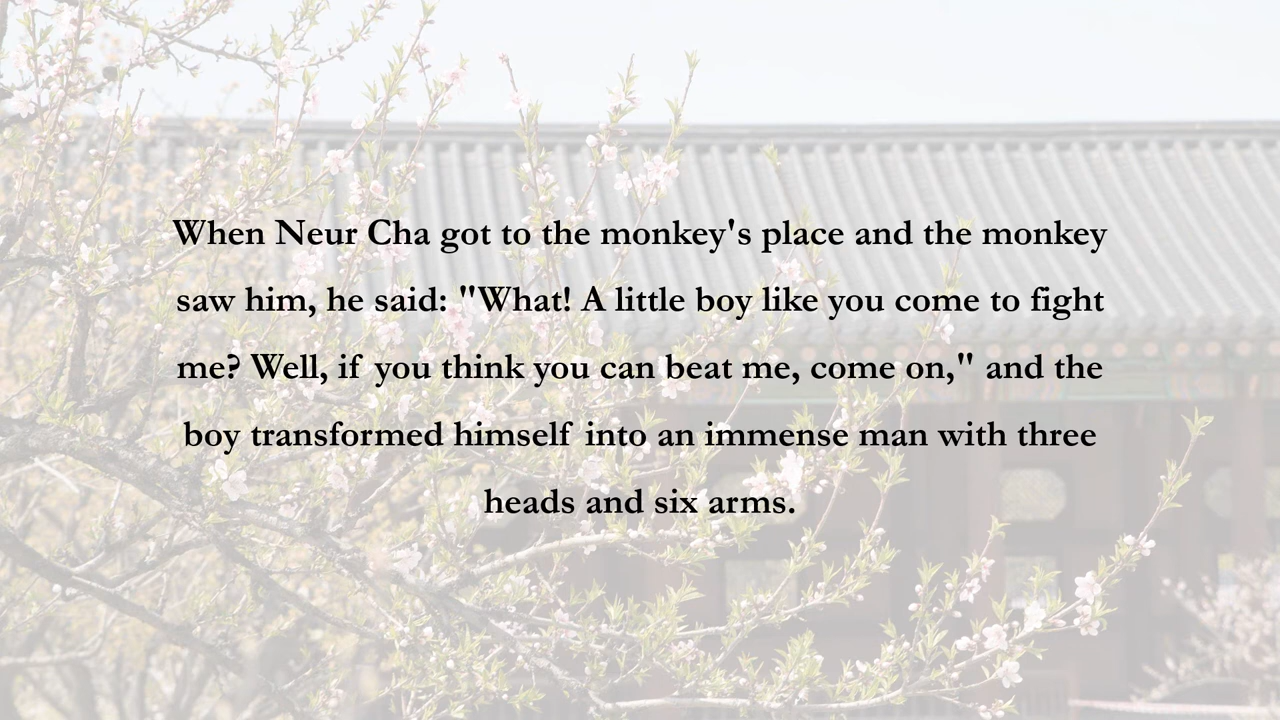 When Neur Cha got to the monkey's place and the monkey
saw him, he said: "What! A little boy like you come to fight
me? Well, if you think you can beat me, come on," and the
boy transformed himself into an immense man with three
heads and six arms.